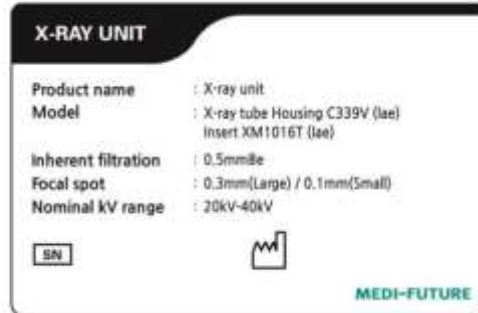 X-RAY UNIT
Product name : X-ray unit
Model : X-ray tube Housing C339V (Iae)
Insert XM1016T (Iae)
Inherent filtration : 0.5mmBe
Focal spot : 0.3mm(Large) / 0.1mm(Small)
Nominal kV range : 20kV-40kV
SN
MEDI-FUTURE